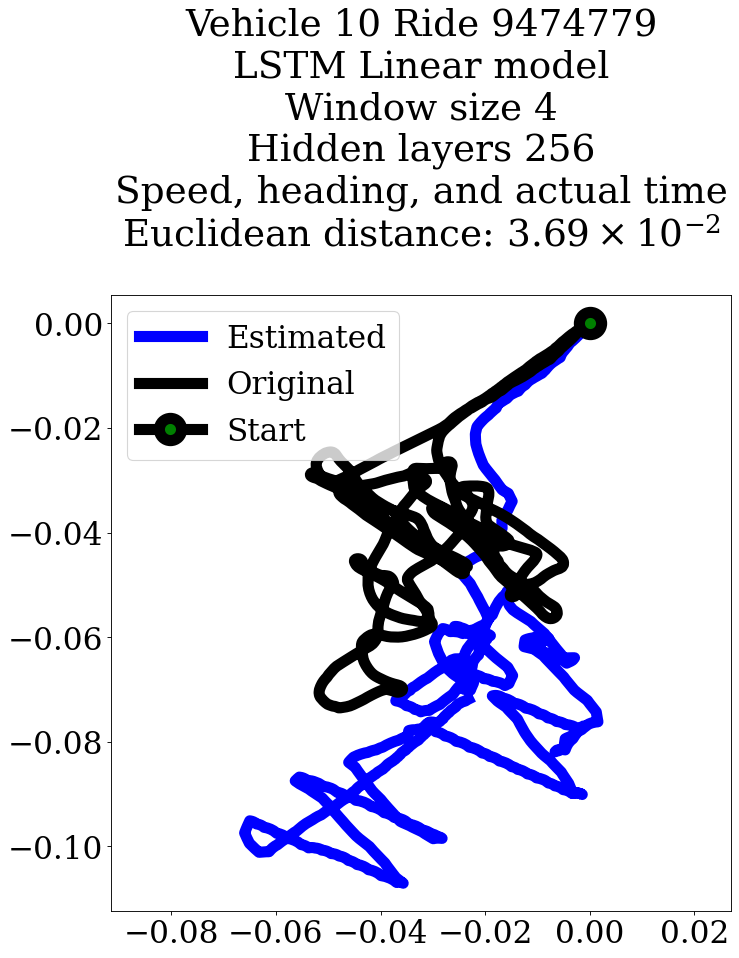 Vehicle 10 Ride 9474779
LSTM Linear model
Window size 4
Hidden layers 256
Speed, heading, and actual time
Euclidean distance: 3.69 × 10⁻²
Estimated
Original
Start
0.00
−0.02
−0.04
−0.06
−0.08
−0.10
−0.08 −0.06 −0.04 −0.02 0.00 0.02